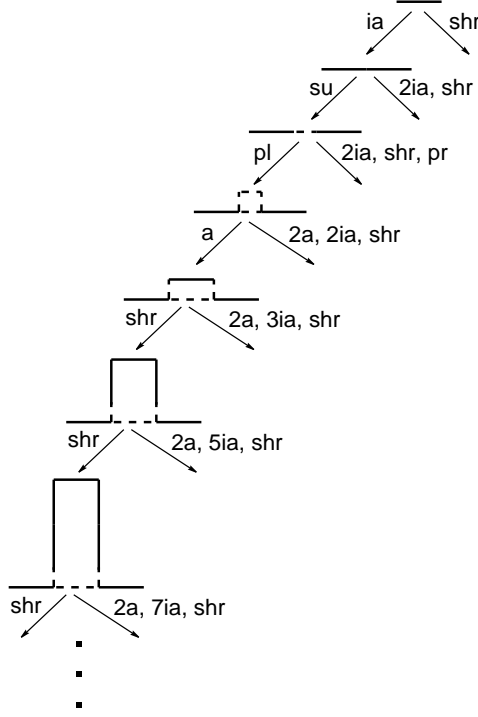 ia shr
su 2ia, shr
pl 2ia, shr, pr
a 2a, 2ia, shr
shr 2a, 3ia, shr
shr 2a, 5ia, shr
shr 2a, 7ia, shr